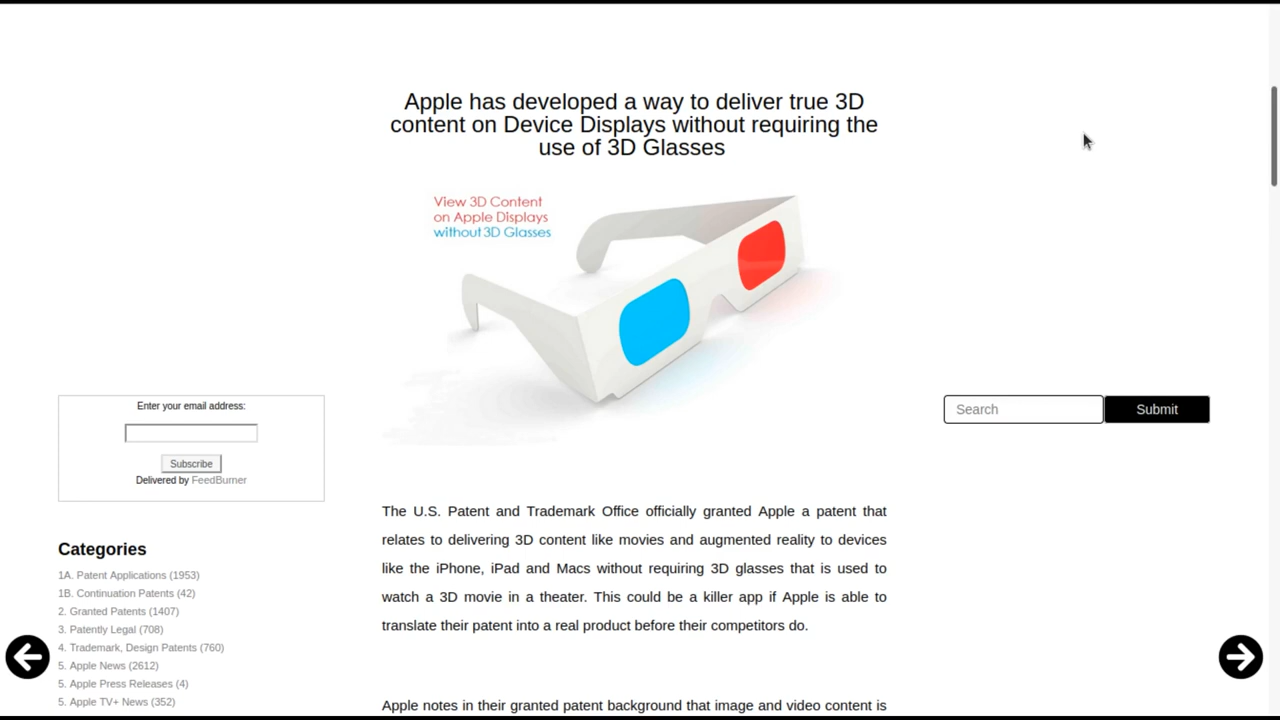 Apple has developed a way to deliver true 3D
content on Device Displays without requiring the
use of 3D Glasses
View 3D Content
on Apple Displays
without 3D Glasses
Enter your email address:
Subscribe
Delivered by FeedBurner
Search
Submit
The U.S. Patent and Trademark Office officially granted Apple a patent that
relates to delivering 3D content like movies and augmented reality to devices
like the iPhone, iPad and Macs without requiring 3D glasses that is used to
watch a 3D movie in a theater. This could be a killer app if Apple is able to
translate their patent into a real product before their competitors do.
Categories
1A. Patent Applications (1953)
1B. Continuation Patents (42)
2. Granted Patents (1407)
3. Patently Legal (708)
4. Trademark, Design Patents (760)
5. Apple News (2612)
5. Apple Press Releases (4)
5. Apple TV+ News (352)
Apple notes in their granted patent background that image and video content is